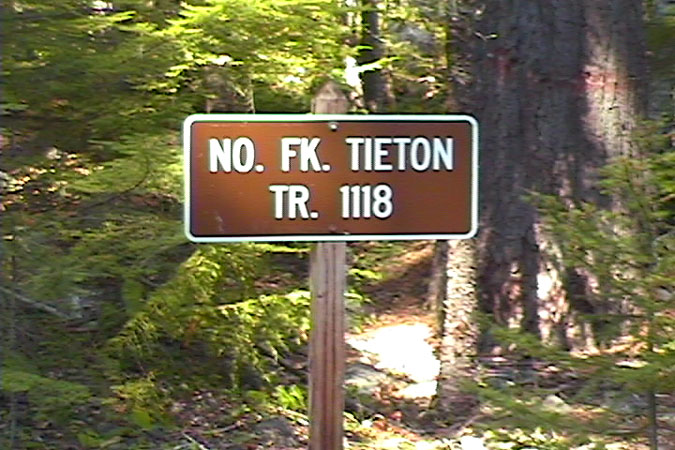 NO. FK. TIETON
TR. 1118